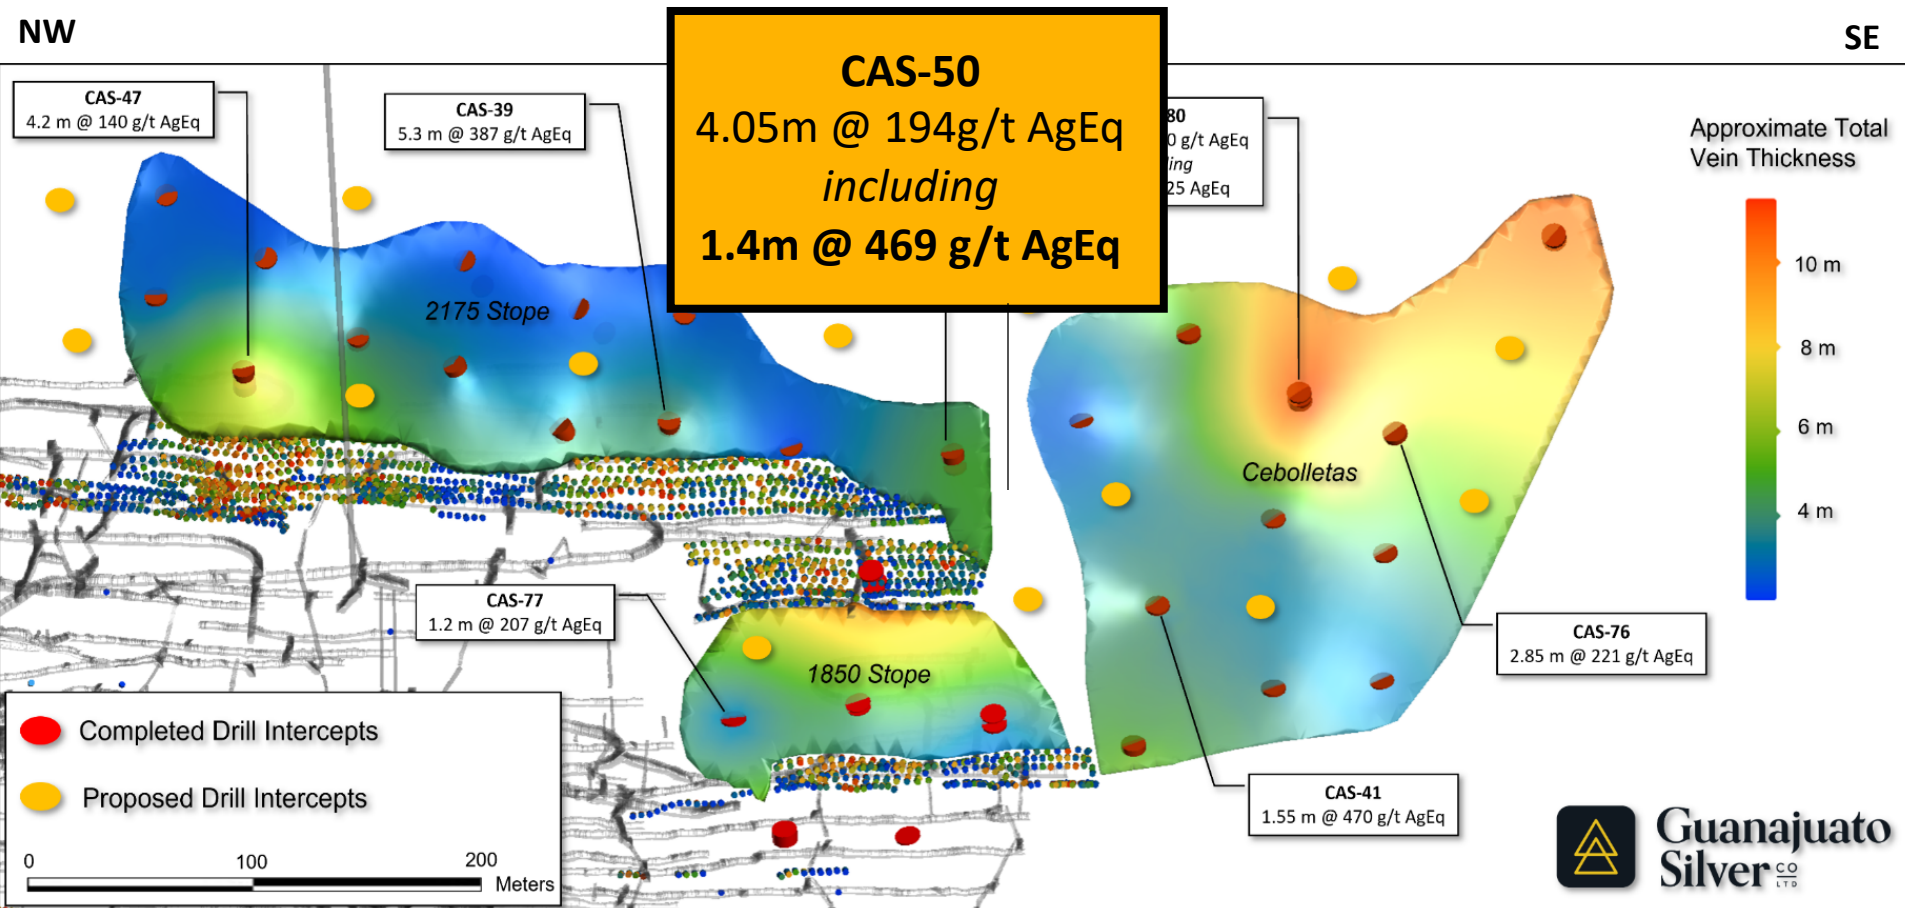 NW
SE
CAS-47
4.2 m @ 140 g/t AgEq
CAS-39
5.3 m @ 387 g/t AgEq
CAS-50
4.05m @ 194g/t AgEq
including
1.4m @ 469 g/t AgEq
80
0 g/t AgEq
ing
25 AgEq
Approximate Total
Vein Thickness
10 m
8 m
6 m
4 m
2175 Stope
Cebolletas
CAS-77
1.2 m @ 207 g/t AgEq
1850 Stope
CAS-76
2.85 m @ 221 g/t AgEq
CAS-41
1.55 m @ 470 g/t AgEq
Completed Drill Intercepts
Proposed Drill Intercepts
0 100 200
Meters
Guanajuato
Silver CO
LTD